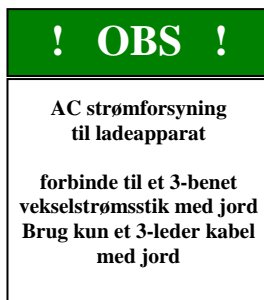 ! OBS !
AC strømforsyning
til ladeapparat
forbinde til et 3-benet
vekselstrømsstik med jord
Brug kun et 3-leder kabel
med jord